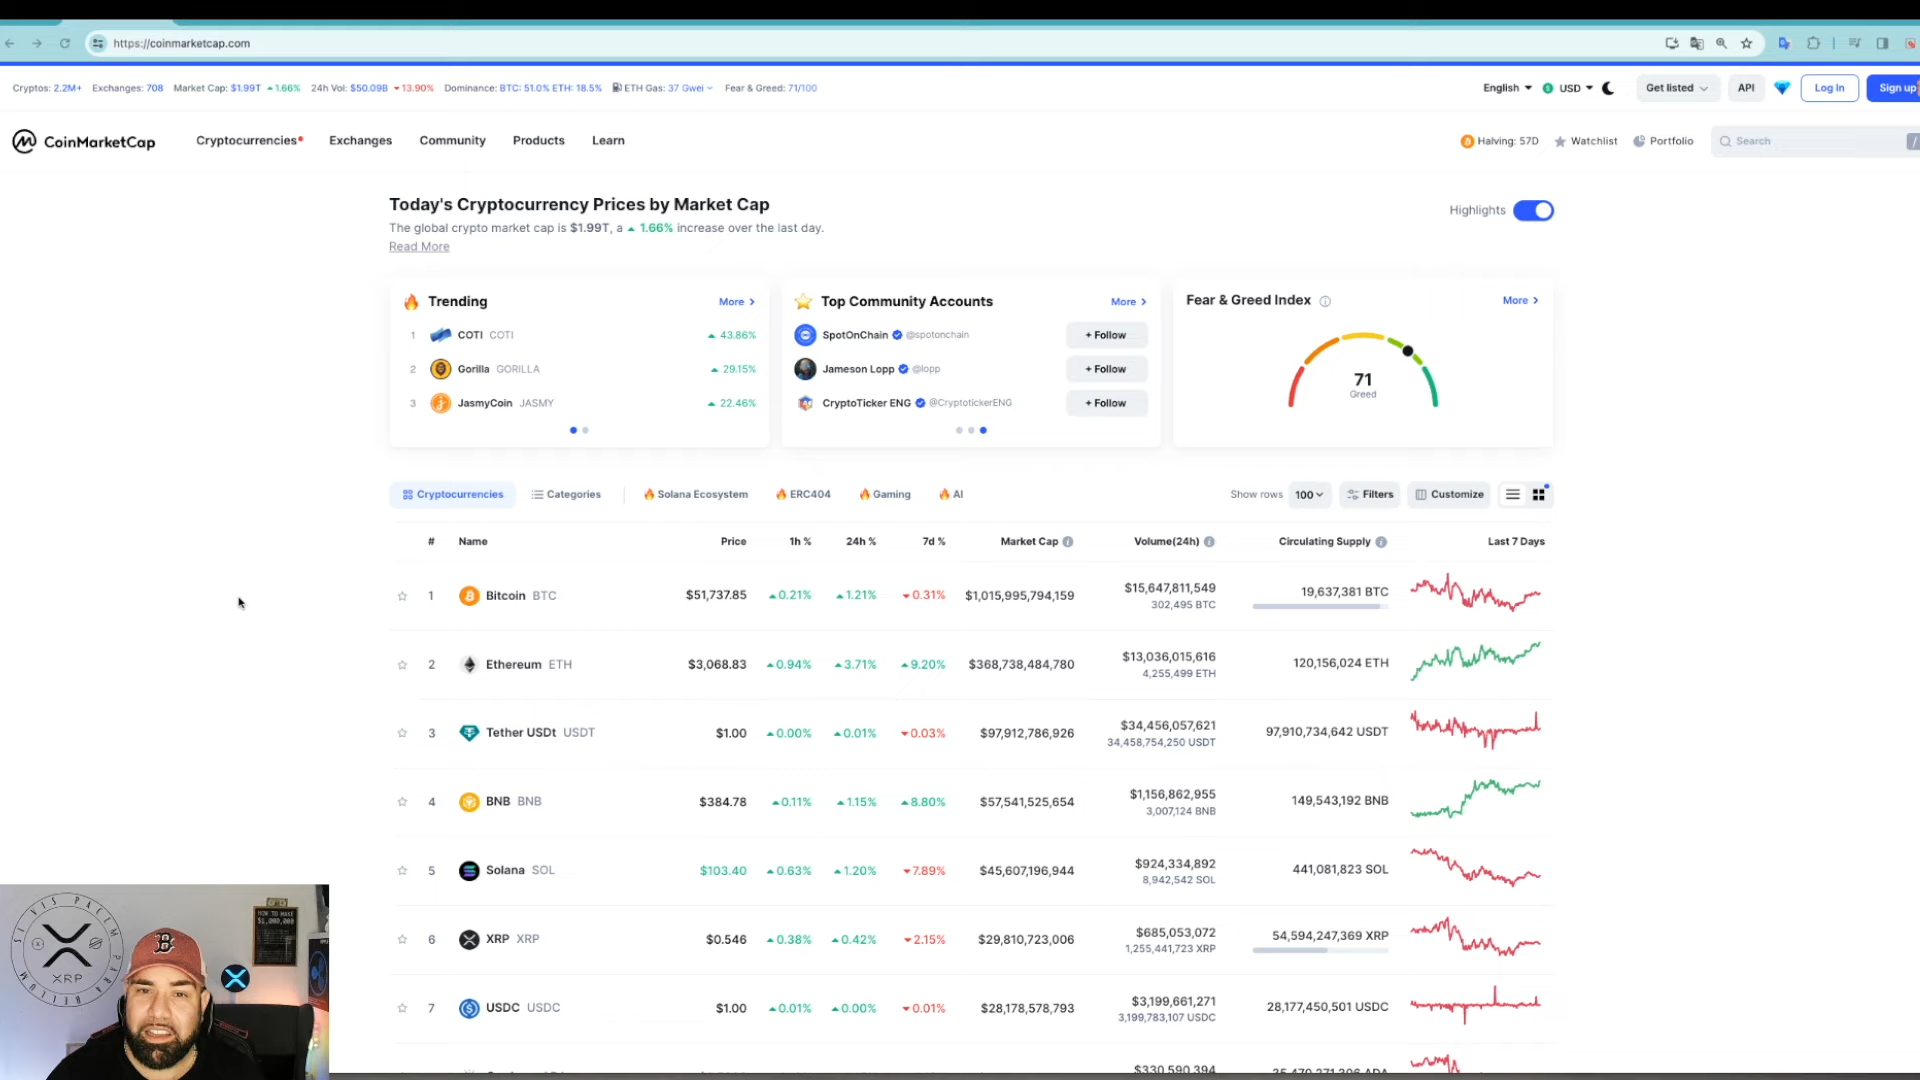 https://coinmarketcap.com
Cryptos: 2.2M+ Exchanges: 708 Market Cap: $1.99T 1.66% 24h Vol: $50.09B 13.90% Dominance: BTC: 51.0% ETH: 18.5% ETH Gas: 37 Gwei Fear & Greed: 71/100
English USD Get listed API Log In Sign up
CoinMarketCap Cryptocurrencies Exchanges Community Products Learn
Halving: 57D Watchlist Portfolio Search /
Today's Cryptocurrency Prices by Market Cap
Highlights
The global crypto market cap is $1.99T, a 1.66% increase over the last day.
Read More
Trending More
1 COTI COTI 43.86%
2 Gorilla GORILLA 29.15%
3 JasmyCoin JASMY 22.46%
Top Community Accounts More
SpotOnChain @spotonchain + Follow
Jameson Lopp @lopp + Follow
CryptoTicker ENG @CryptotickerENG + Follow
Fear & Greed Index More
71
Greed
Cryptocurrencies Categories Solana Ecosystem ERC404 Gaming AI Show rows 100 Filters Customize
# Name Price 1h % 24h % 7d % Market Cap Volume(24h) Circulating Supply Last 7 Days
1 Bitcoin BTC $51,737.85 0.21% 1.21% 0.31% $1,015,995,794,159 $15,647,811,549 19,637,381 BTC
302,495 BTC
2 Ethereum ETH $3,068.83 0.94% 3.71% 9.20% $368,738,484,780 $13,036,015,616 120,156,024 ETH
4,255,499 ETH
3 Tether USDt USDT $1.00 0.00% 0.01% 0.03% $97,912,786,926 $34,456,057,621 97,910,734,642 USDT
34,458,754,250 USDT
4 BNB BNB $384.78 0.11% 1.15% 8.80% $57,541,525,654 $1,156,862,955 149,543,192 BNB
3,007,124 BNB
5 Solana SOL $103.40 0.63% 1.20% 7.89% $45,607,196,944 $924,334,892 441,081,823 SOL
8,942,542 SOL
6 XRP XRP $0.546 0.38% 0.42% 2.15% $29,810,723,006 $685,053,072 54,594,247,369 XRP
1,255,441,723 XRP
7 USDC USDC $1.00 0.01% 0.00% 0.01% $28,178,578,793 $3,199,661,271 28,177,450,501 USDC
3,199,783,107 USDC
$330,590,394
SI VIS PACEM PARA BELLUM
XRP
HOW TO MAKE
$1,000,000
B